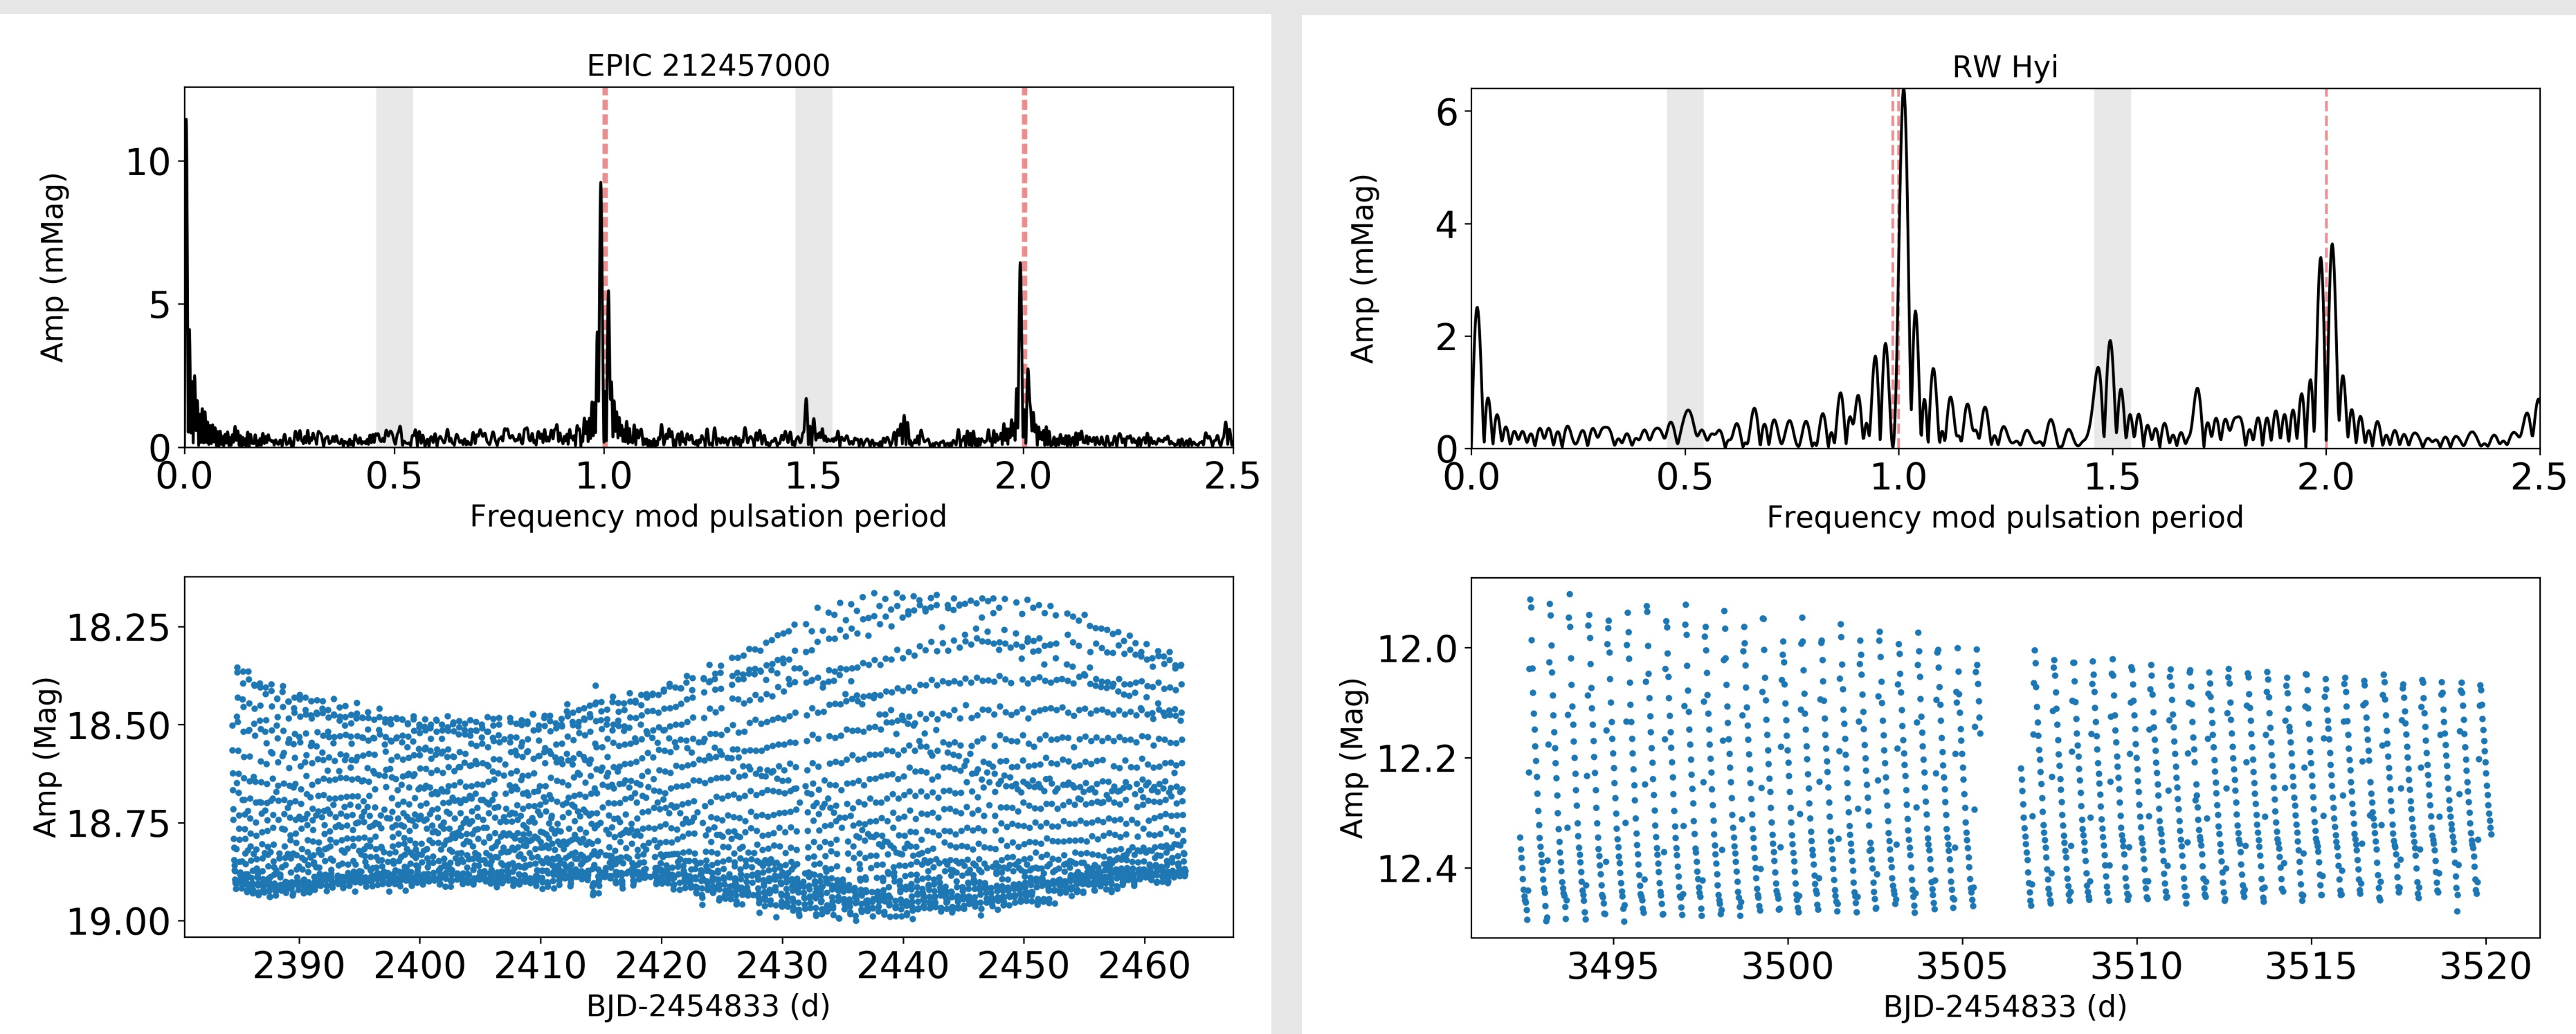 EPIC 212457000
Amp (mMag)
10
5
0
0.0 0.5 1.0 1.5 2.0 2.5
Frequency mod pulsation period
Amp (Mag)
18.25
18.50
18.75
19.00
2390 2400 2410 2420 2430 2440 2450 2460
BJD-2454833 (d)
RW Hyi
Amp (mMag)
6
4
2
0
0.0 0.5 1.0 1.5 2.0 2.5
Frequency mod pulsation period
Amp (Mag)
12.0
12.2
12.4
3495 3500 3505 3510 3515 3520
BJD-2454833 (d)